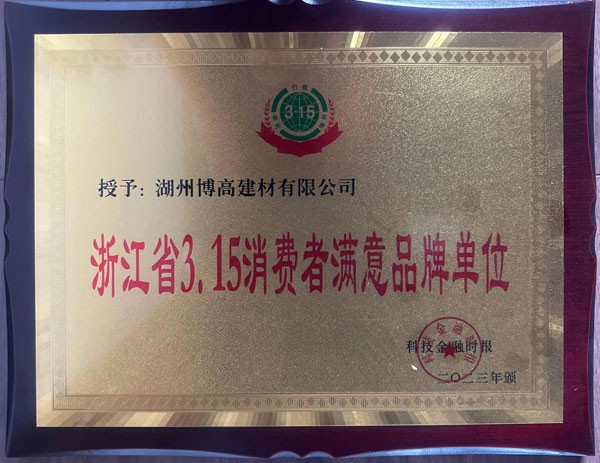 3·15
授予：湖州博高建材有限公司
浙江省3.15消费者满意品牌单位
科技金融时报
二〇二三年颁